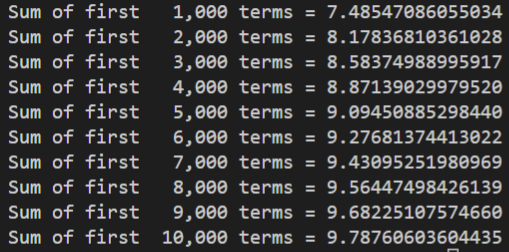 Sum of first   1,000 terms = 7.48547086055034
Sum of first   2,000 terms = 8.17836810361028
Sum of first   3,000 terms = 8.58374988995917
Sum of first   4,000 terms = 8.87139029979520
Sum of first   5,000 terms = 9.09450885298440
Sum of first   6,000 terms = 9.27681374413022
Sum of first   7,000 terms = 9.43095251980969
Sum of first   8,000 terms = 9.56447498426139
Sum of first   9,000 terms = 9.68225107574660
Sum of first  10,000 terms = 9.78760603604435